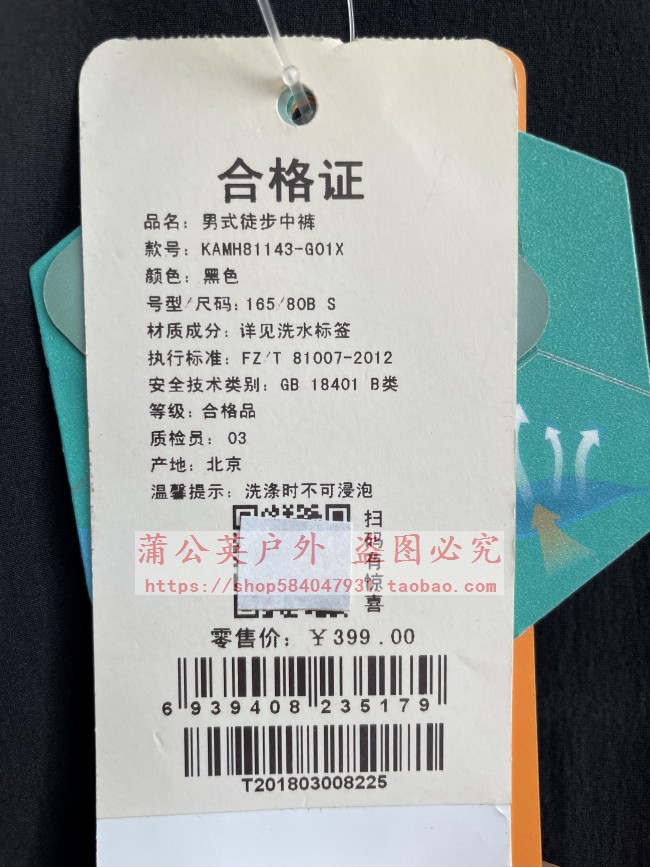 合格证
品名: 男式徒步中裤
款号: KAMH81143-G01X
颜色: 黑色
号型/尺码: 165/80B S
材质成分: 详见洗水标签
执行标准: FZ/T 81007-2012
安全技术类别: GB 18401 B类
等级: 合格品
质检员: 03
产地: 北京
温馨提示: 洗涤时不可浸泡
扫码有惊喜
蒲公英户外 盗图必究
https://shop58404793.taobao.com
零售价: ￥399.00
6939408235179
T201803008225